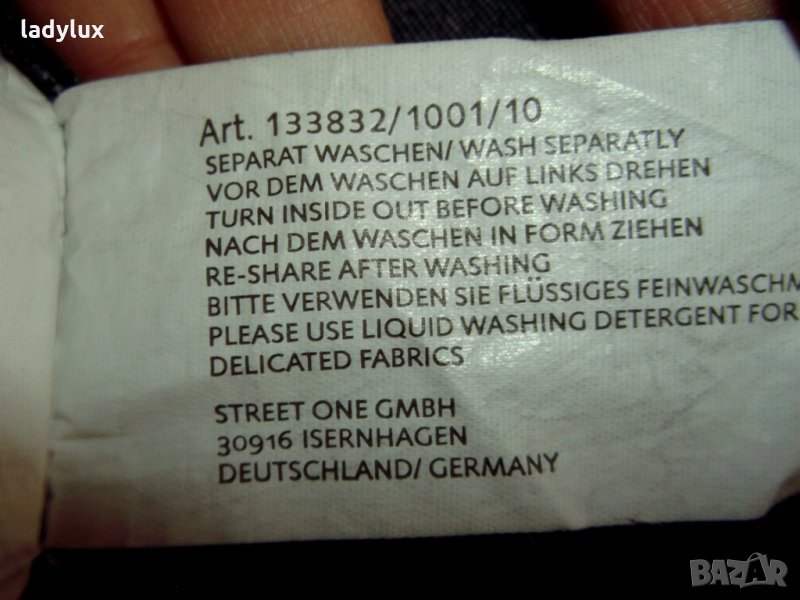 ladylux
Art. 133832/1001/10
SEPARAT WASCHEN/ WASH SEPARATLY
VOR DEM WASCHEN AUF LINKS DREHEN
TURN INSIDE OUT BEFORE WASHING
NACH DEM WASCHEN IN FORM ZIEHEN
RE-SHARE AFTER WASHING
BITTE VERWENDEN SIE FLÜSSIGES FEINWASCHM
PLEASE USE LIQUID WASHING DETERGENT FOR
DELICATED FABRICS
STREET ONE GMBH
30916 ISERNHAGEN
DEUTSCHLAND/ GERMANY
BAZAR